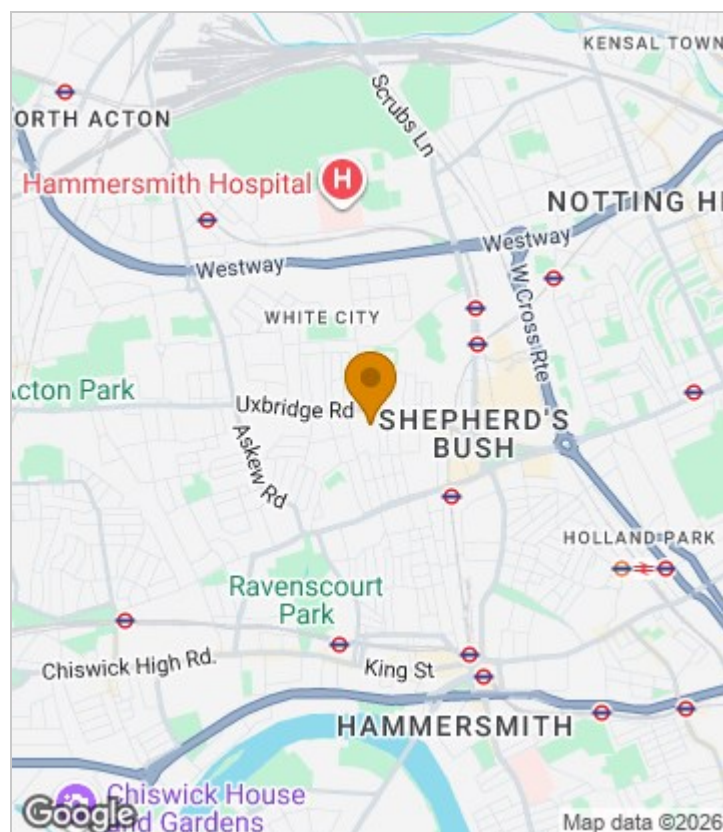 KENSAL TOWN
Scrubs Ln
ORTH ACTON
Hammersmith Hospital
H
NOTTING HI
Westway
Westway
W Cross Rte
WHITE CITY
Acton Park
Uxbridge Rd
SHEPHERD'S
BUSH
Askew Rd
HOLLAND PARK
Ravenscourt
Park
Chiswick High Rd.
King St
HAMMERSMITH
Chiswick House
and Gardens
Google
Map data ©2026